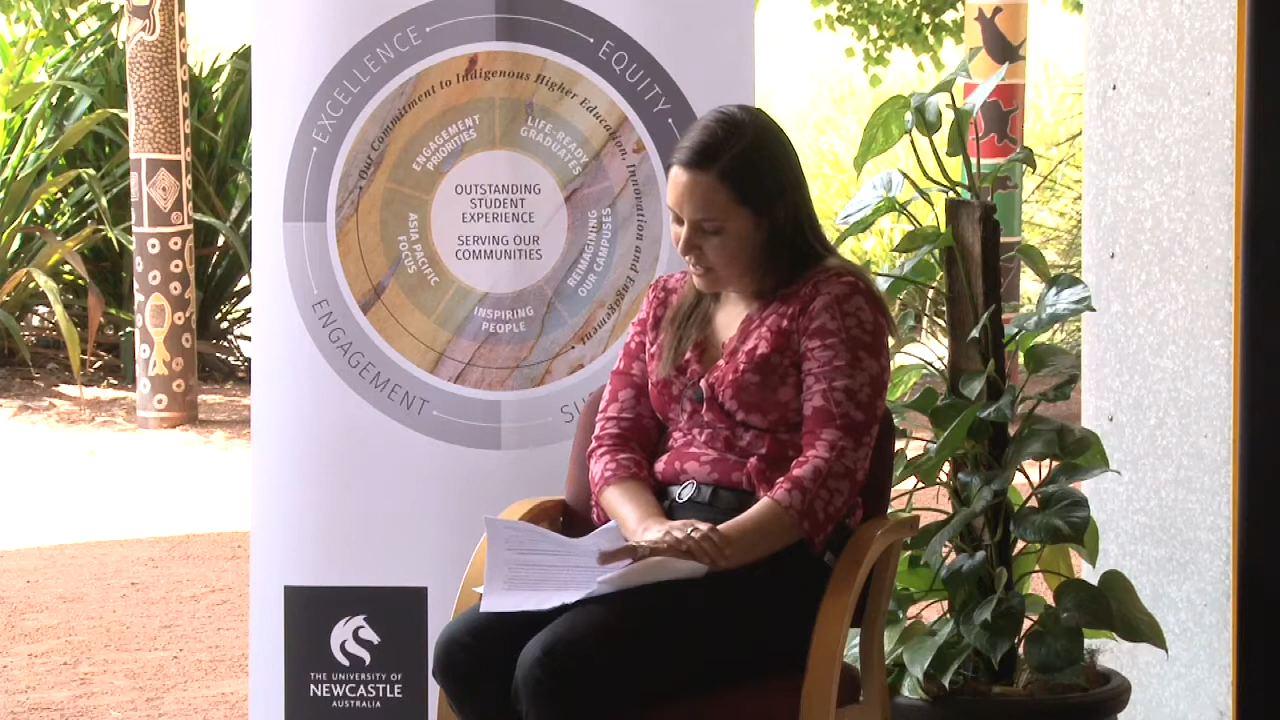 EXCELLENCE
EQUITY
Our Commitment to Indigenous Higher Education, Innovation and Engagement
ENGAGEMENT
PRIORITIES
LIFE-READY
GRADUATES
OUTSTANDING
STUDENT
EXPERIENCE
SERVING OUR
COMMUNITIES
ASIA PACIFIC
FOCUS
REIMAGINING
OUR CAMPUSES
INSPIRING
PEOPLE
ENGAGEMENT
THE UNIVERSITY OF
NEWCASTLE
AUSTRALIA